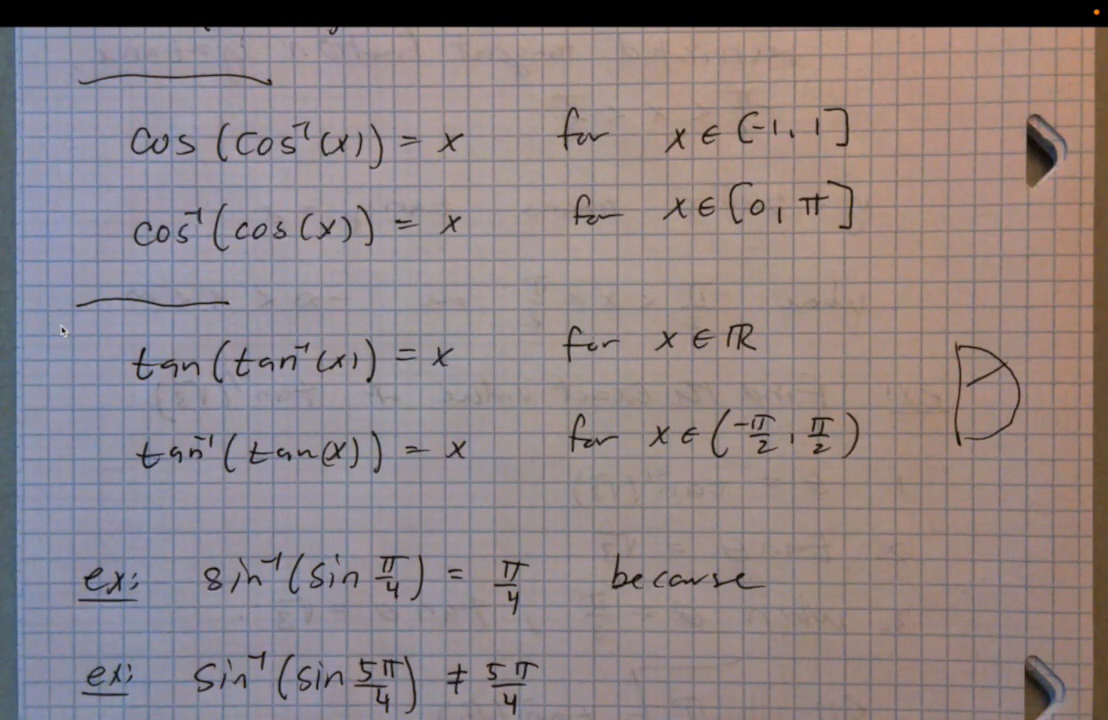 cos (cos⁻¹(x)) = x for x ∈ [-1, 1]
cos⁻¹ (cos (x)) = x for x ∈ [0, π]
tan (tan⁻¹(x)) = x for x ∈ ℝ
tan⁻¹ (tan(x)) = x for x ∈ (-π/2, π/2)
ex: sin⁻¹ (sin π/4) = π/4 because
ex: sin⁻¹ (sin 5π/4) ≠ 5π/4